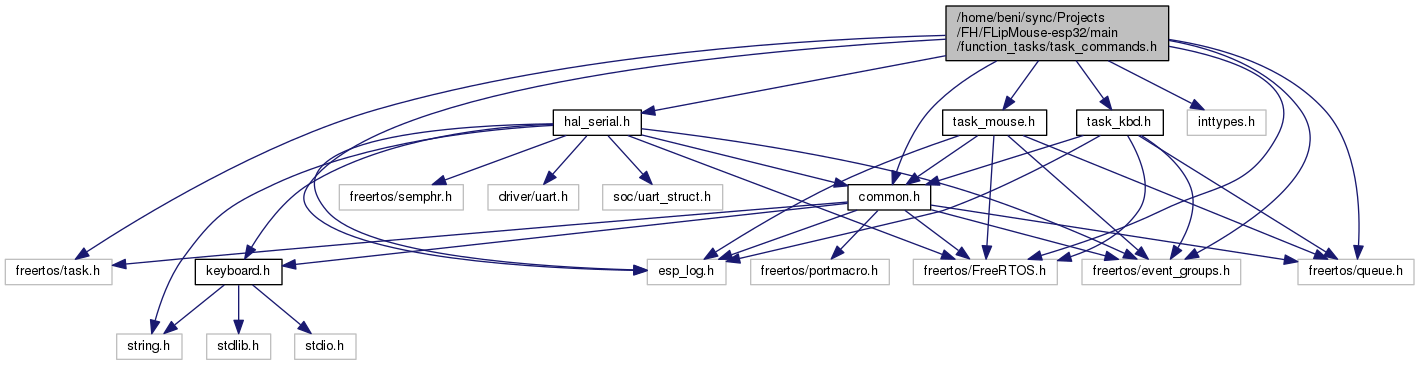 /home/beni/sync/Projects
/FH/FLipMouse-esp32/main
/function_tasks/task_commands.h
hal_serial.h
task_mouse.h
task_kbd.h
inttypes.h
freertos/semphr.h
driver/uart.h
soc/uart_struct.h
common.h
freertos/task.h
keyboard.h
esp_log.h
freertos/portmacro.h
freertos/FreeRTOS.h
freertos/event_groups.h
freertos/queue.h
string.h
stdlib.h
stdio.h